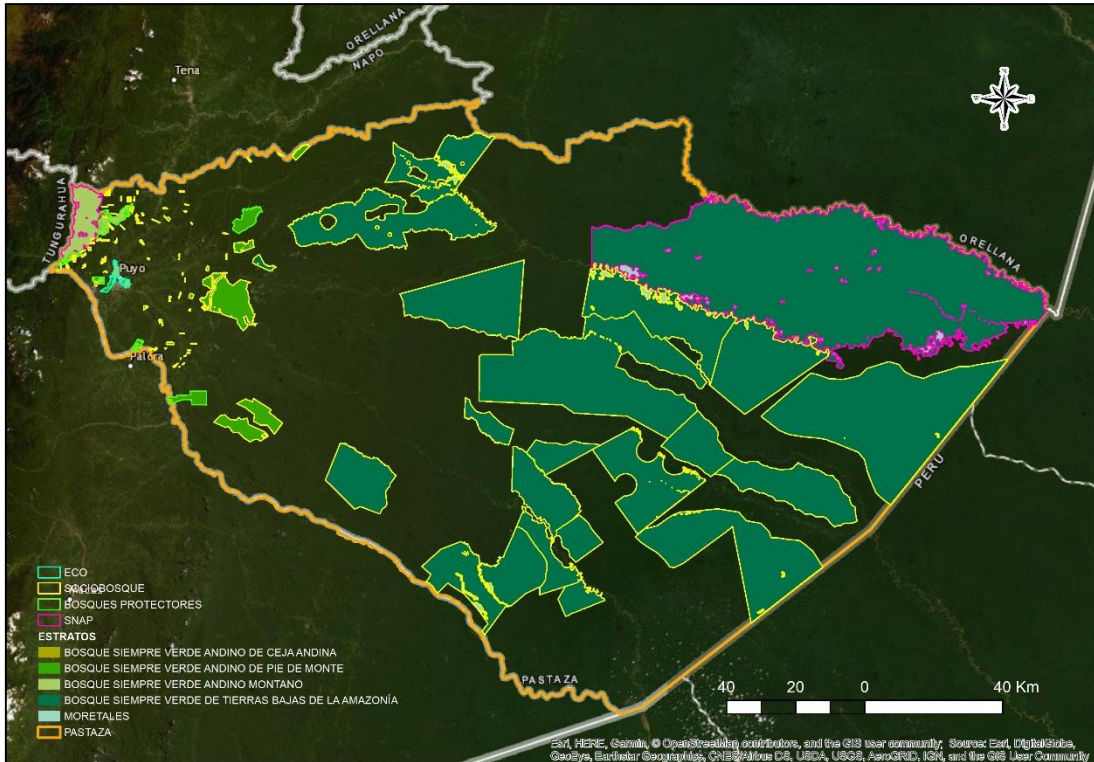 ORELLANA
NAPO
Tena
N
W
E
S
TUNGURAHUA
Puyo
ORELLANA
Palora
PERÚ
ECO
SOCIOBOSQUE
BOSQUES PROTECTORES
SNAP
ESTRATOS
BOSQUE SIEMPRE VERDE ANDINO DE CEJA ANDINA
BOSQUE SIEMPRE VERDE ANDINO DE PIE DE MONTE
BOSQUE SIEMPRE VERDE ANDINO MONTANO
BOSQUE SIEMPRE VERDE DE TIERRAS BAJAS DE LA AMAZONÍA
MORETALES
PASTAZA
PASTAZA
40 20 0 40 Km
Esri, HERE, Garmin, © OpenStreetMap contributors, and the GIS user community; Source: Esri, DigitalGlobe,
GeoEye, Earthstar Geographics, CNES/Airbus DS, USDA, USGS, AeroGRID, IGN, and the GIS User Community